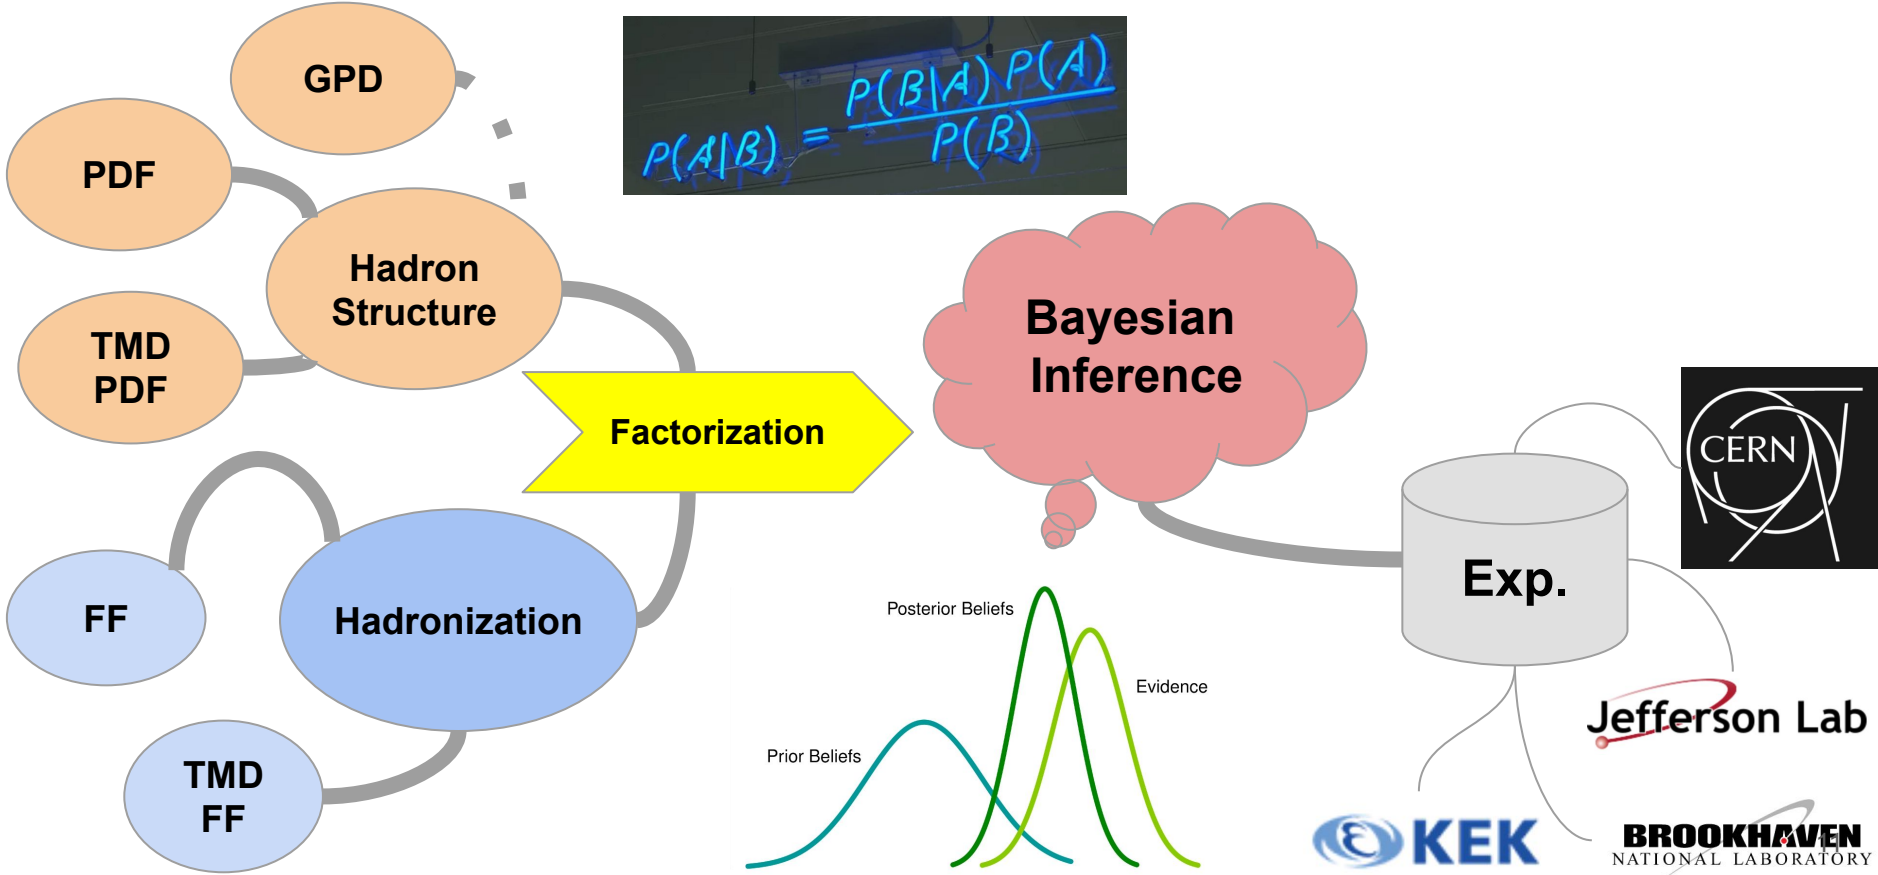 GPD
PDF
Hadron
Structure
TMD
PDF
P(A|B) = P(B|A) P(A)
P(B)
Bayesian
Inference
Factorization
CERN
Exp.
FF
Hadronization
Posterior Beliefs
Evidence
Prior Beliefs
TMD
FF
Jefferson Lab
KEK
BROOKHAVEN
NATIONAL LABORATORY
11